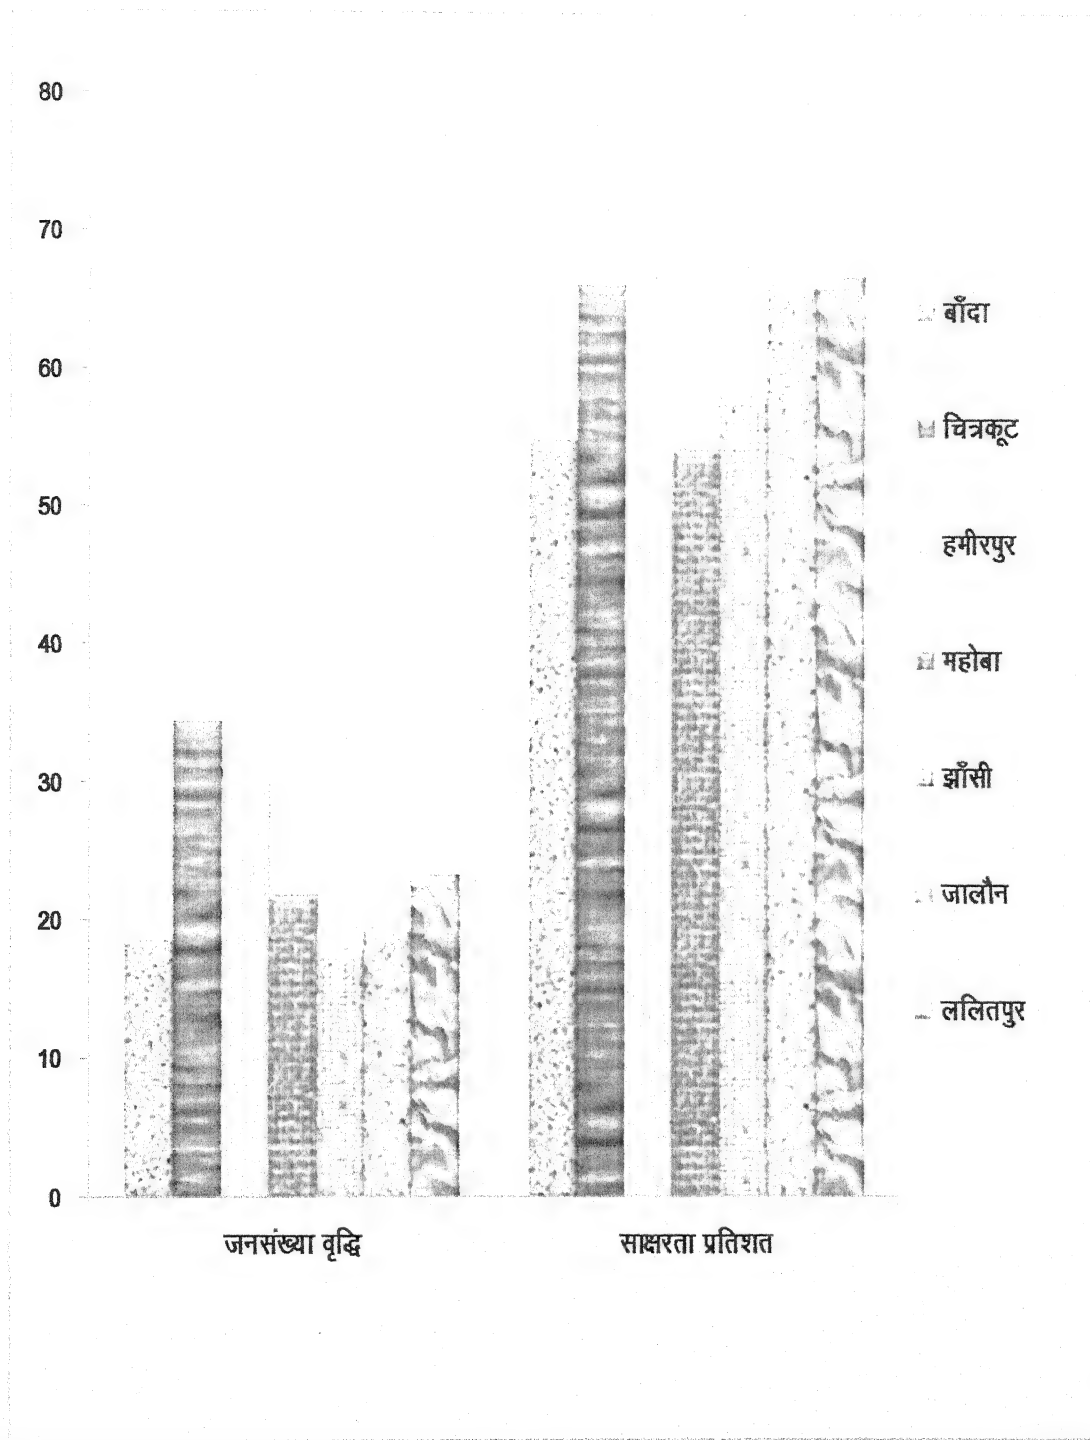 80
70
60
50
40
30
20
10
0
जनसंख्या वृद्धि
साक्षरता प्रतिशत
बाँदा
चित्रकूट
हमीरपुर
महोबा
झाँसी
जालौन
ललितपुर